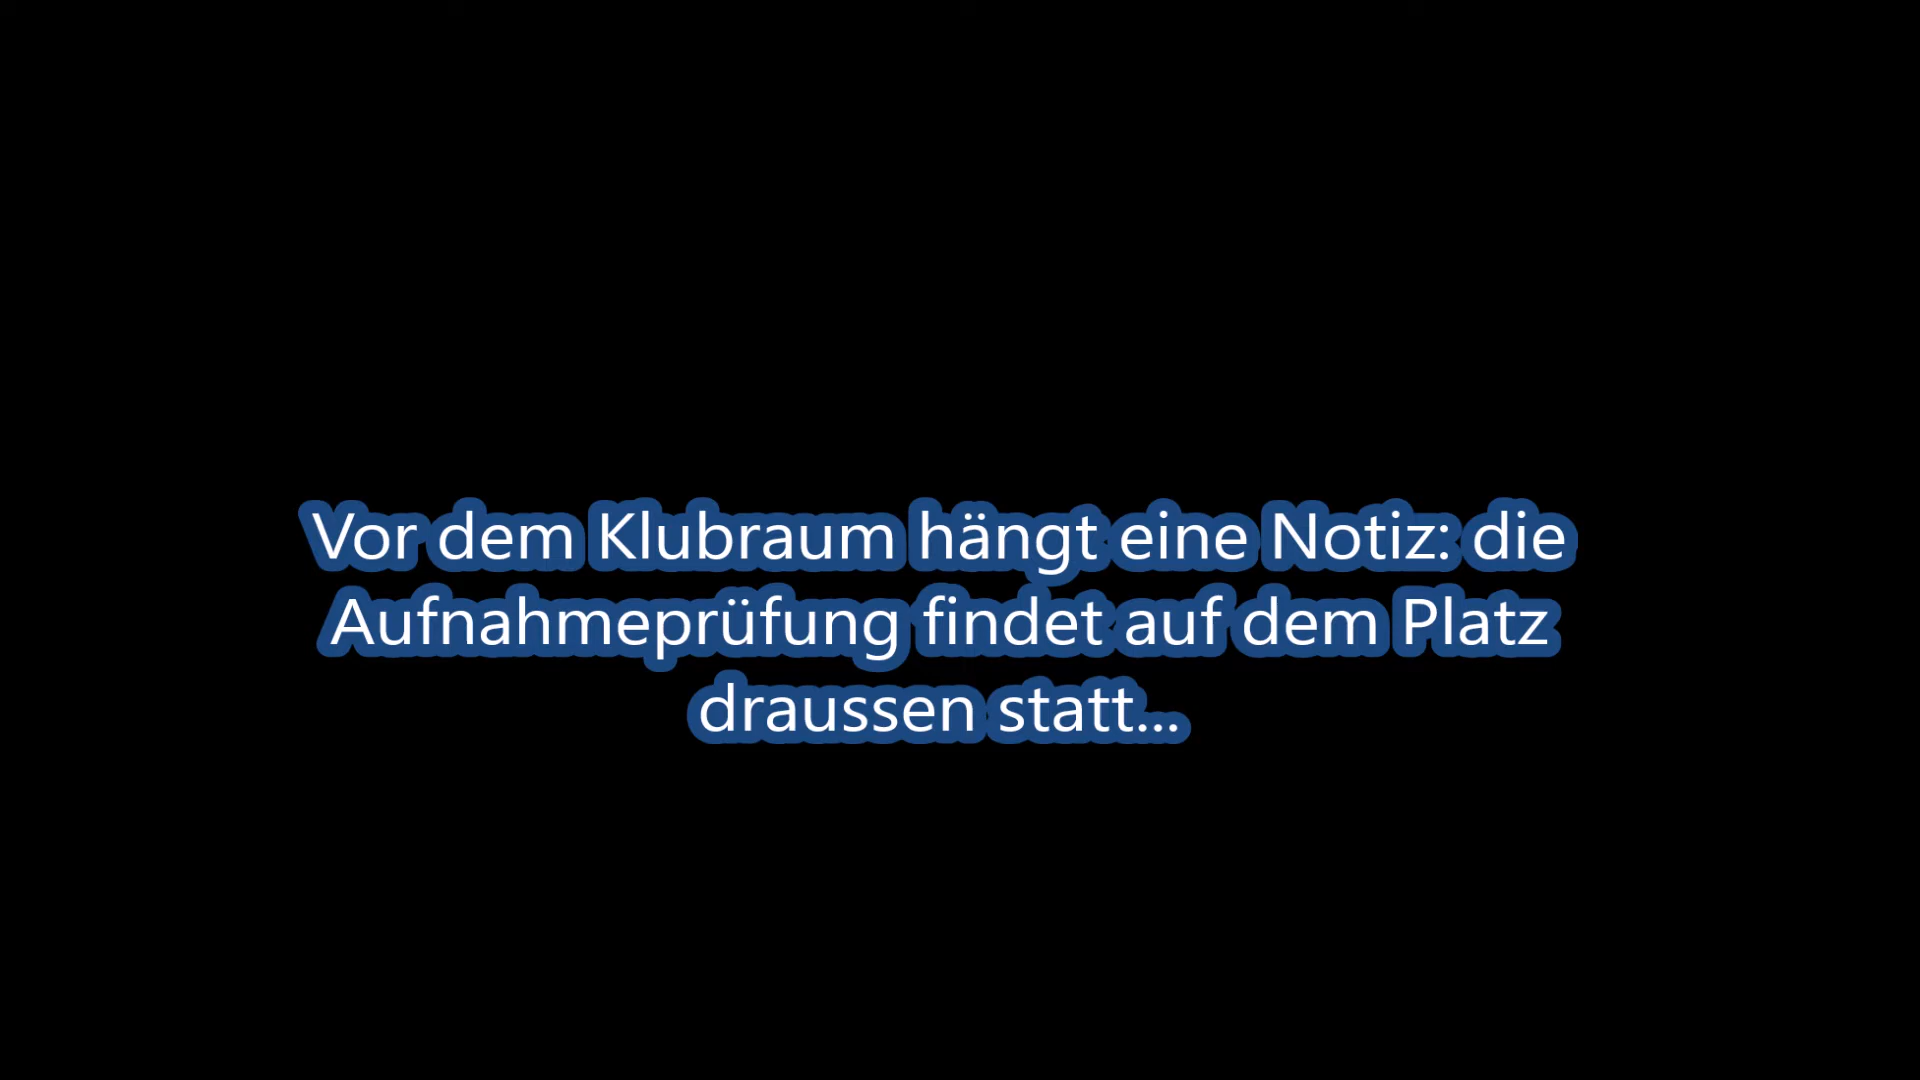 Vor dem Klubraum hängt eine Notiz: die
Aufnahmeprüfung findet auf dem Platz
draussen statt...